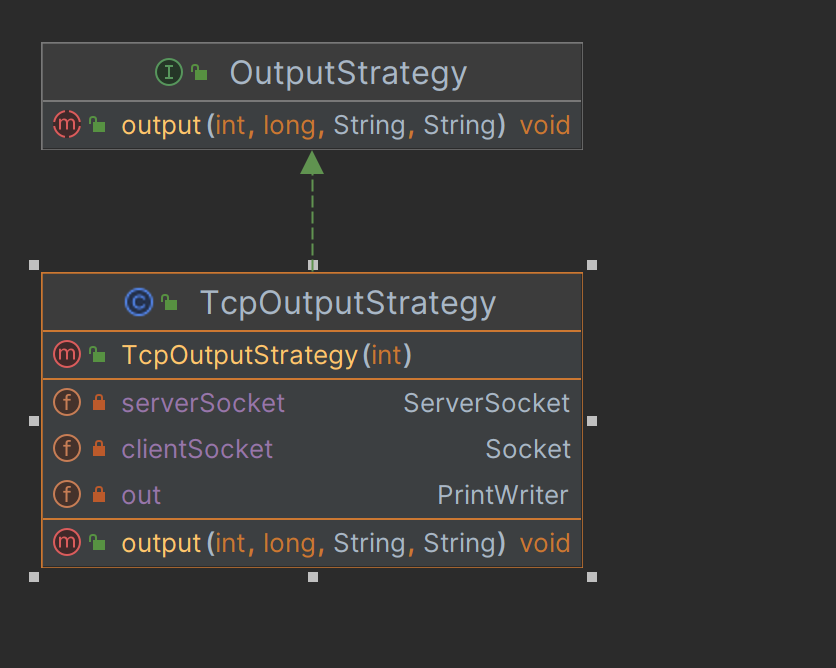 I OutputStrategy
m output(int, long, String, String) void
C TcpOutputStrategy
m TcpOutputStrategy(int)
f serverSocket ServerSocket
f clientSocket Socket
f out PrintWriter
m output(int, long, String, String) void